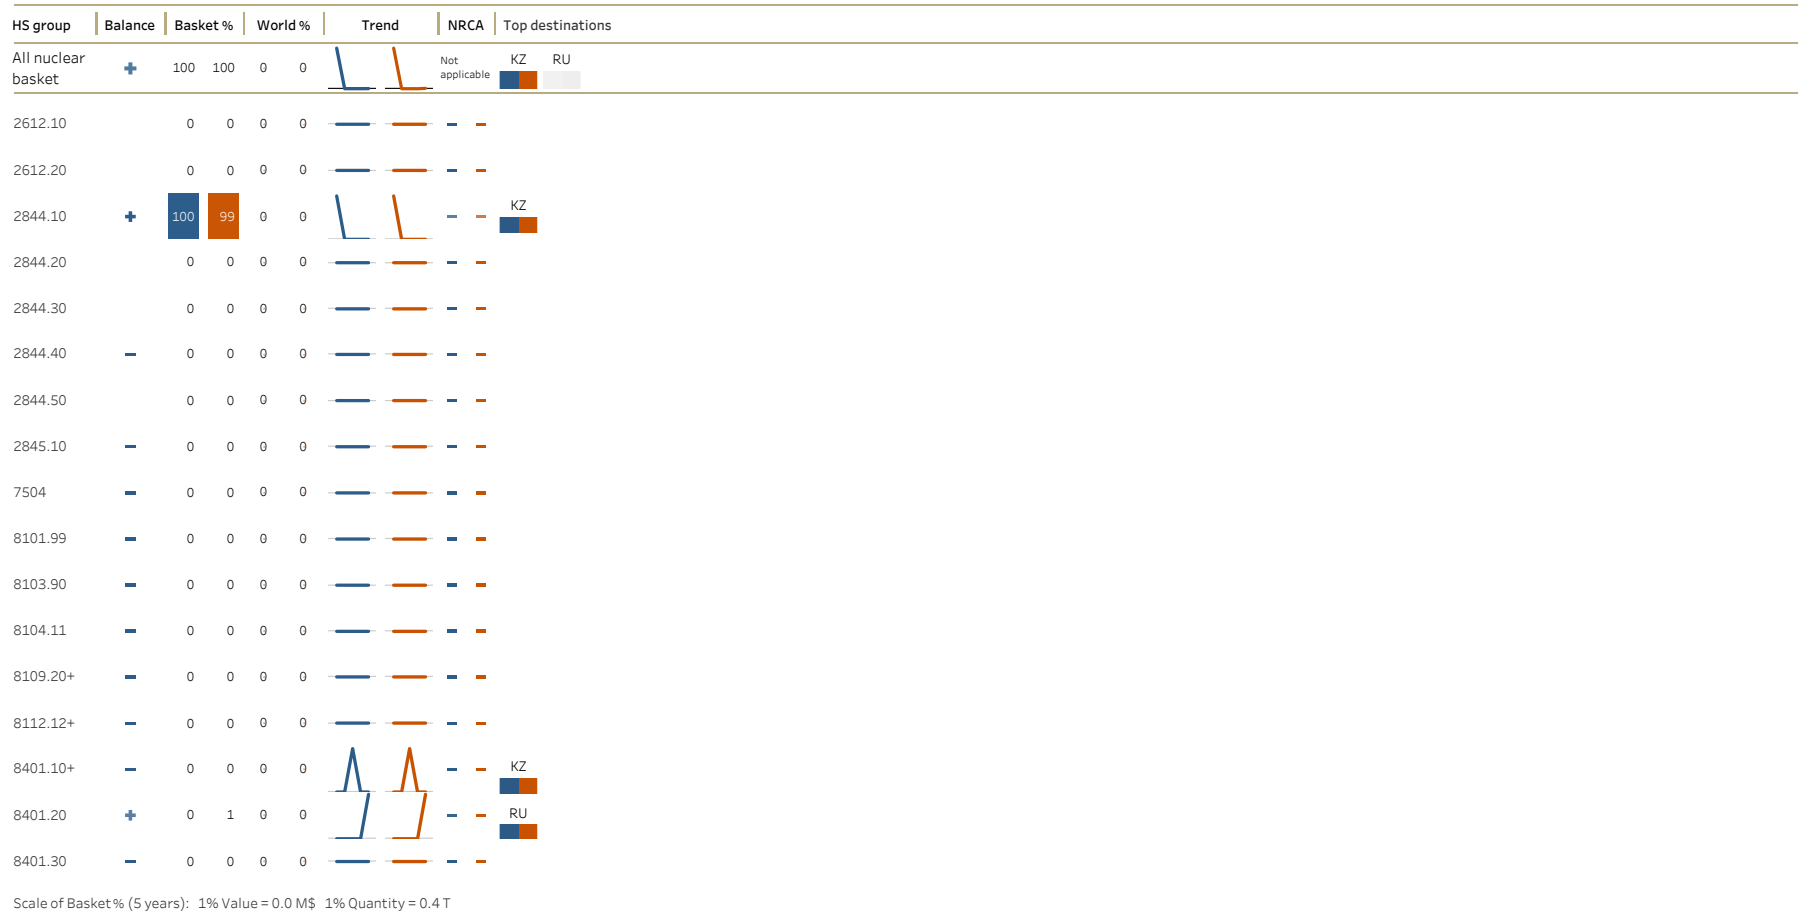 HS group Balance Basket % World % Trend NRCA Top destinations
All nuclear basket 100 100 0 0 Not applicable KZ RU
2612.10 0 0 0 0
2612.20 0 0 0 0
2844.10 100 99 0 0 KZ
2844.20 0 0 0 0
2844.30 0 0 0 0
2844.40 0 0 0 0
2844.50 0 0 0 0
2845.10 0 0 0 0
7504 0 0 0 0
8101.99 0 0 0 0
8103.90 0 0 0 0
8104.11 0 0 0 0
8109.20+ 0 0 0 0
8112.12+ 0 0 0 0
8401.10+ 0 0 0 0 KZ
8401.20 0 1 0 0 RU
8401.30 0 0 0 0
Scale of Basket % (5 years): 1% Value = 0.0 M$ 1% Quantity = 0.4 T